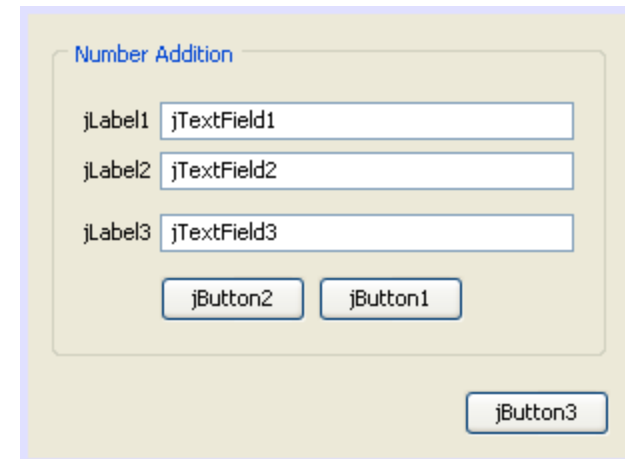 Number Addition
jLabel1 jTextField1
jLabel2 jTextField2
jLabel3 jTextField3
jButton2 jButton1
jButton3